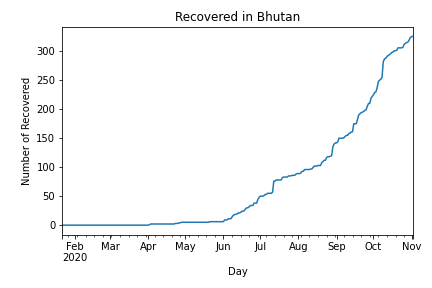 Recovered in Bhutan
Number of Recovered
300
250
200
150
100
50
0
Feb Mar Apr May Jun Jul Aug Sep Oct Nov
2020
Day